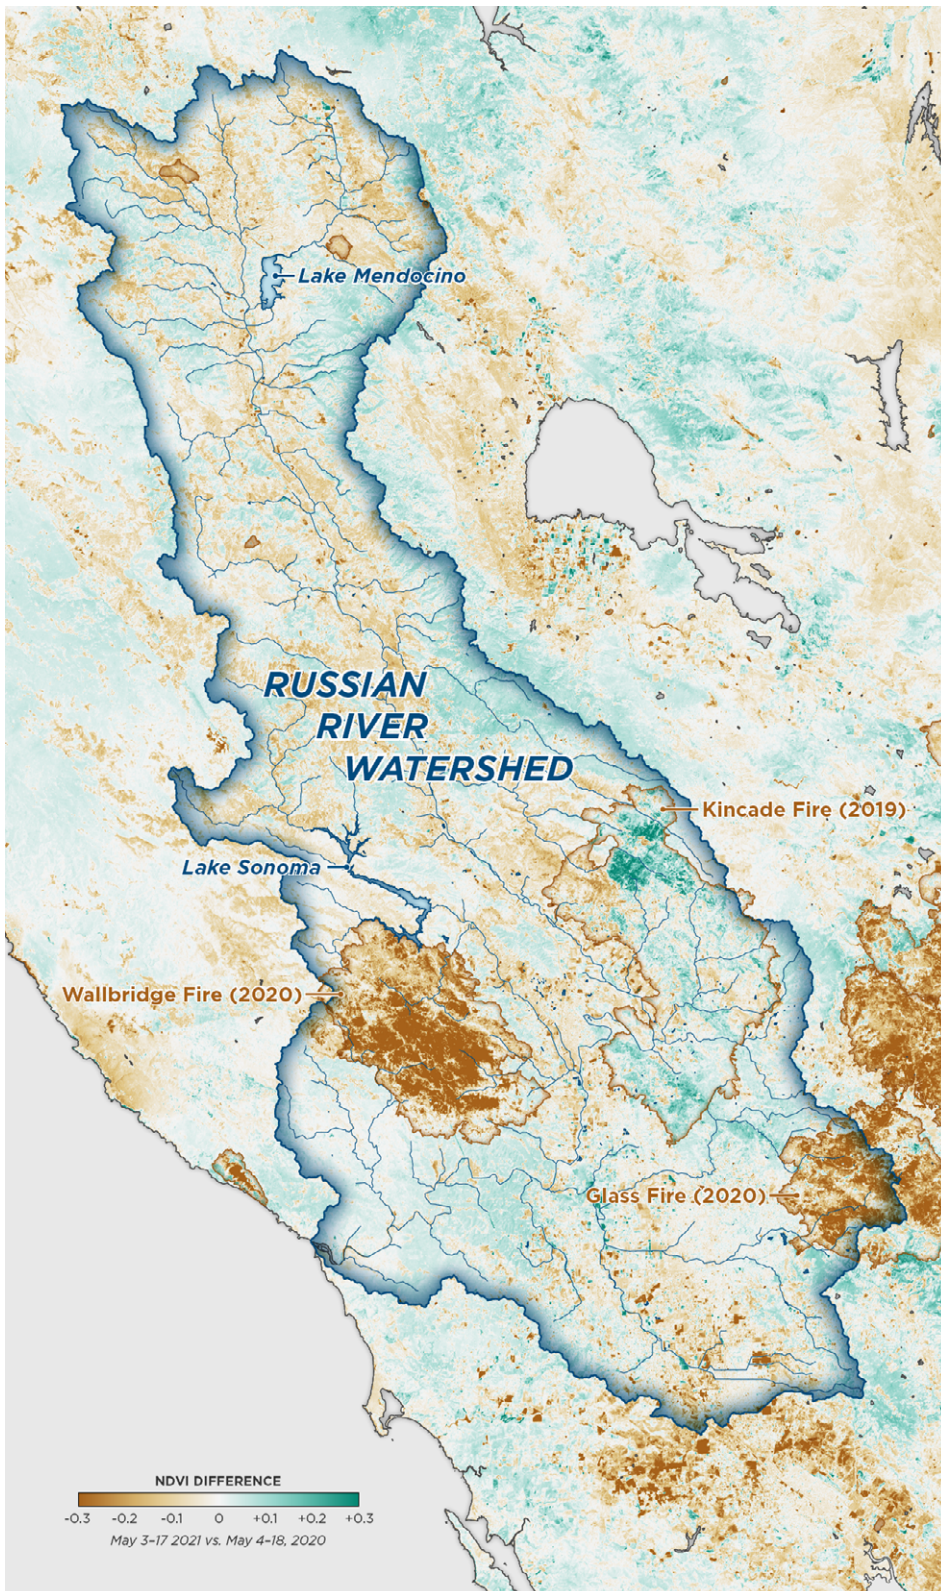 Lake Mendocino
RUSSIAN
RIVER
WATERSHED
Kincade Fire (2019)
Lake Sonoma
Wallbridge Fire (2020)
Glass Fire (2020)
NDVI DIFFERENCE
-0.3 -0.2 -0.1 0 +0.1 +0.2 +0.3
May 3–17 2021 vs. May 4–18, 2020